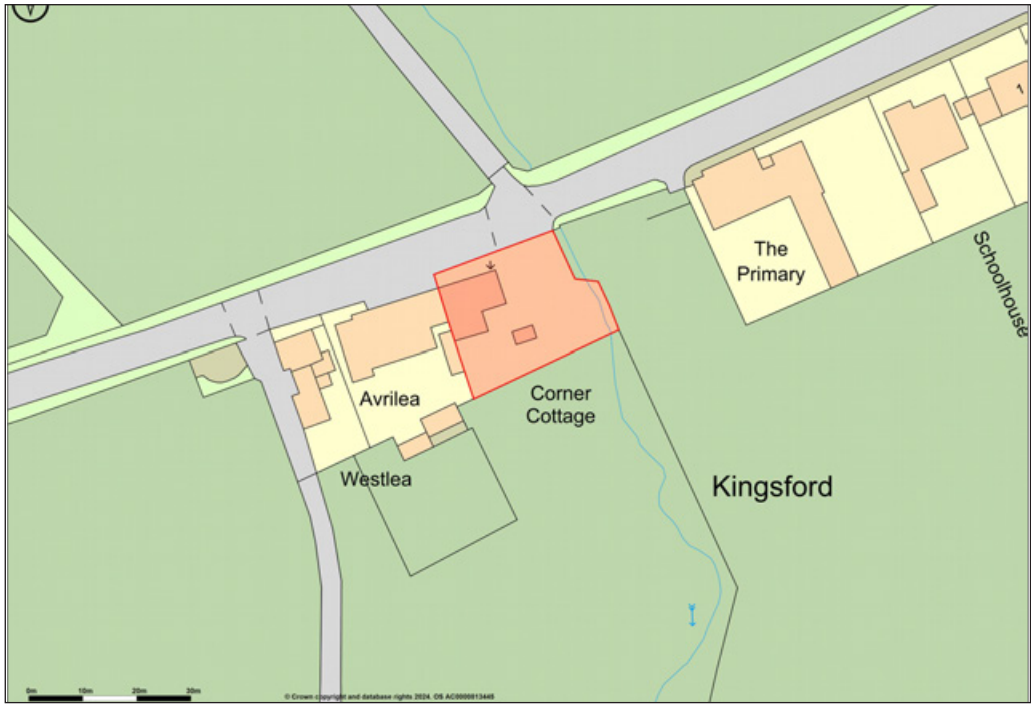 1
The
Primary
Schoolhouse
Avrilea
Corner
Cottage
Westlea
Kingsford
0m 10m 20m 30m
© Crown copyright and database rights 2024. OS AC0000813445